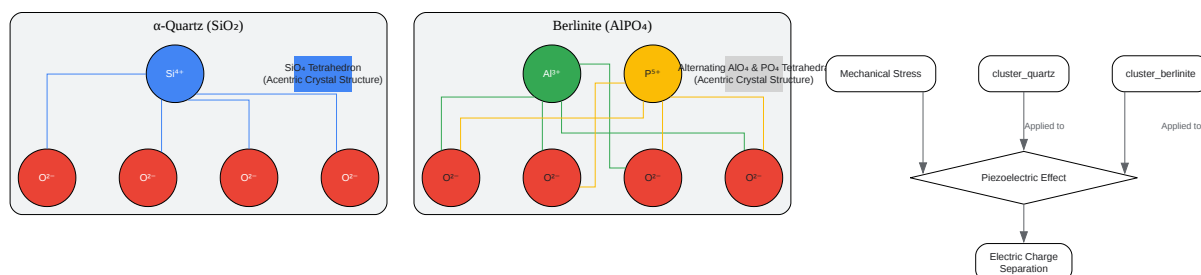 α-Quartz (SiO₂)
Si⁴⁺
SiO₄ Tetrahedron
(Acentric Crystal Structure)
O²⁻
O²⁻
O²⁻
O²⁻
Berlinite (AlPO₄)
Al³⁺
P⁵⁺
Alternating AlO₄ & PO₄ Tetrahedra
(Acentric Crystal Structure)
O²⁻
O²⁻
O²⁻
O²⁻
Mechanical Stress
cluster_quartz
cluster_berlinite
Applied to
Applied to
Piezoelectric Effect
Electric Charge
Separation